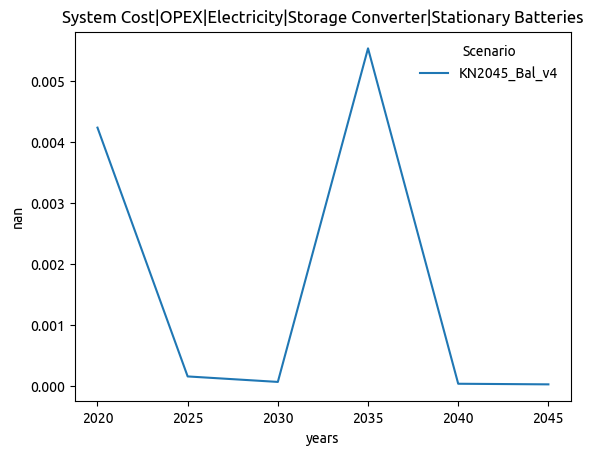 System Cost|OPEX|Electricity|Storage Converter|Stationary Batteries
Scenario
KN2045_Bal_v4
0.005
0.004
0.003
0.002
0.001
0.000
nan
2020 2025 2030 2035 2040 2045
years